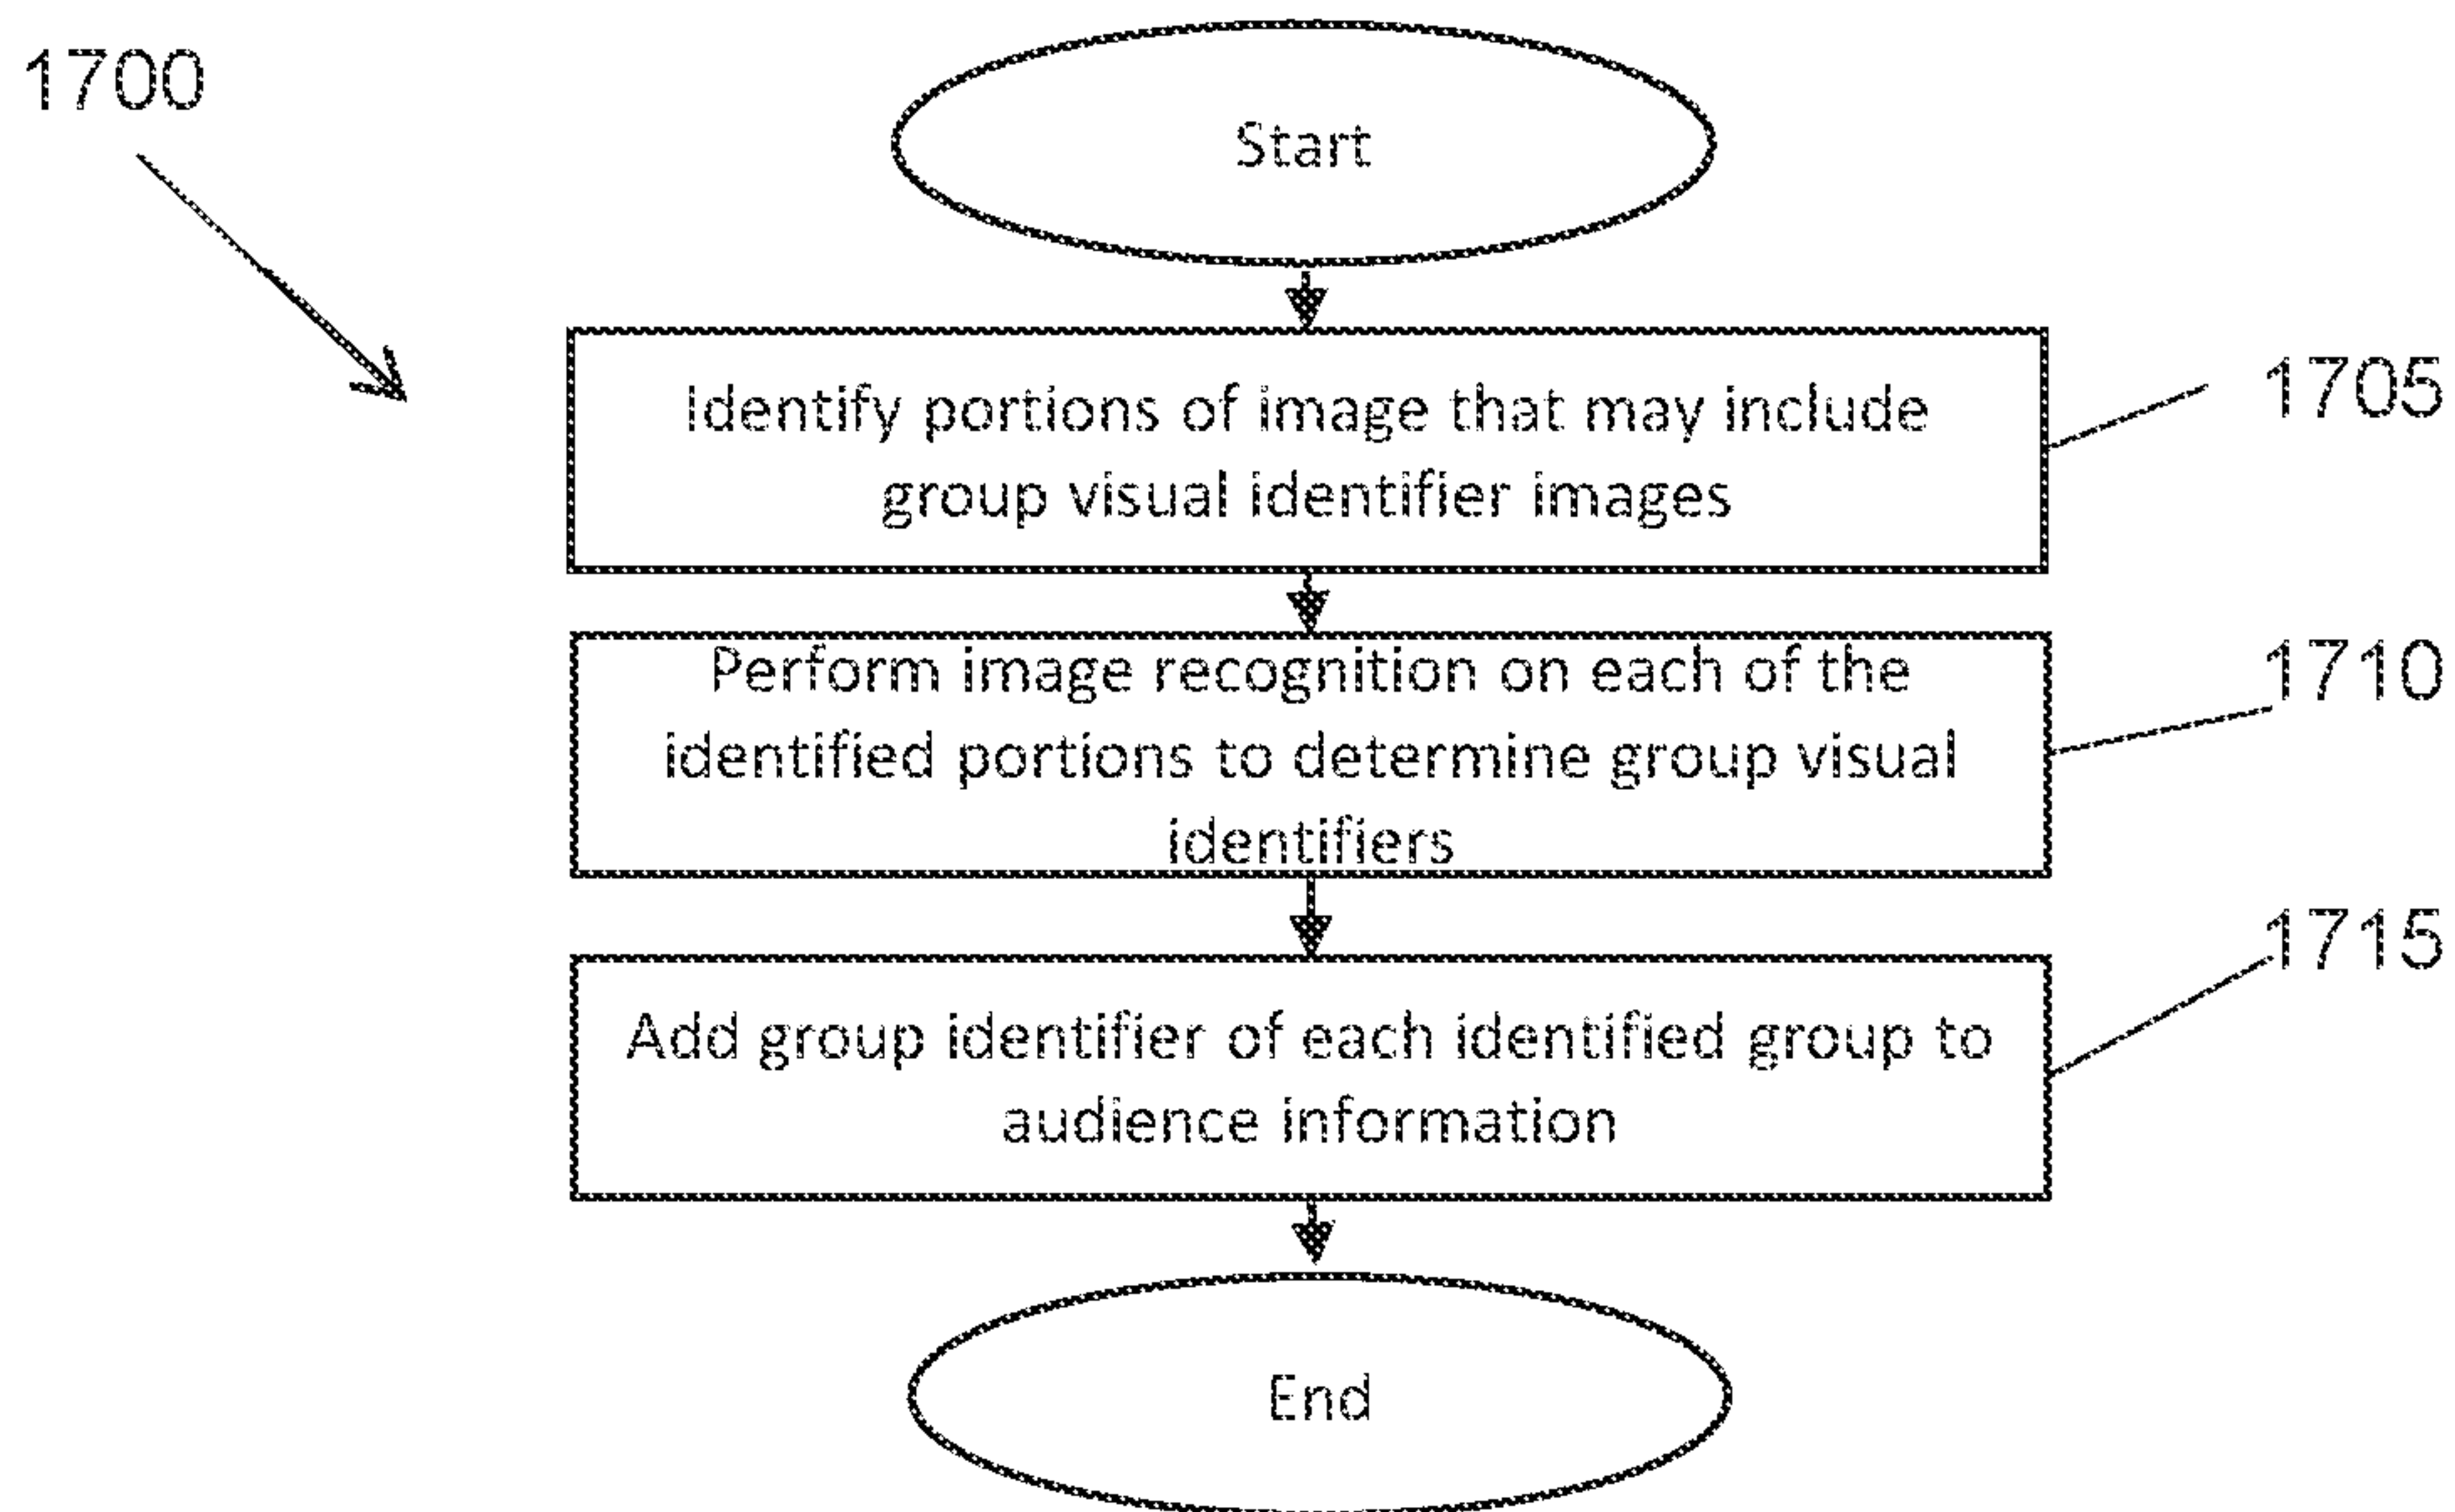 1700
Start
Identify portions of image that may include
group visual identifier images
1705
Perform image recognition on each of the
identified portions to determine group visual
identifiers
1710
Add group identifier of each identified group to
audience information
1715
End